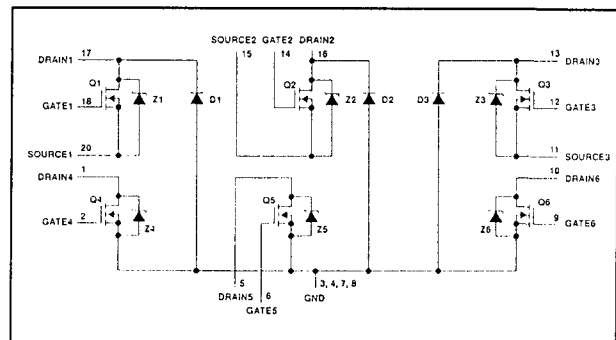 SOURCE2 GATE2 DRAIN2
15 14 16
17
DRAIN1
13
DRAIN3
Q1
Z1
D1
Q2
Z2
D2
D3
Z3
Q3
18
GATE1
12
GATE3
20
SOURCE1
11
SOURCE3
1
DRAIN4
10
DRAIN6
Q4
Z4
Q5
Z5
Q6
Z6
2
GATE4
9
GATE6
5
DRAIN5
6
GATE5
3, 4, 7, 8
GND